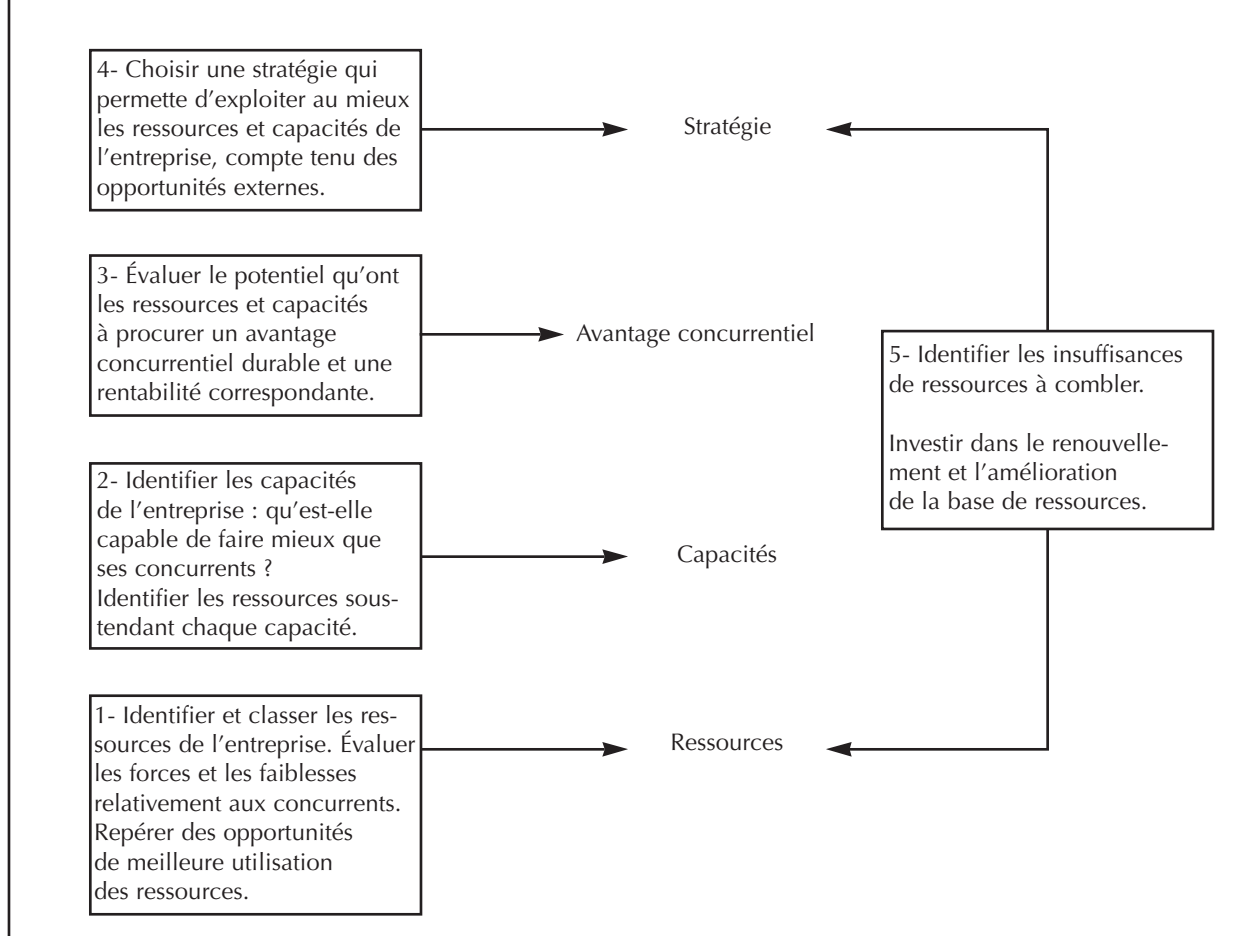 4- Choisir une stratégie qui
permette d’exploiter au mieux
les ressources et capacités de
l’entreprise, compte tenu des
opportunités externes.
Stratégie
3- Évaluer le potentiel qu’ont
les ressources et capacités
à procurer un avantage
concurrentiel durable et une
rentabilité correspondante.
Avantage concurrentiel
5- Identifier les insuffisances
de ressources à combler.
Investir dans le renouvelle-
ment et l’amélioration
de la base de ressources.
2- Identifier les capacités
de l’entreprise : qu’est-elle
capable de faire mieux que
ses concurrents ?
Identifier les ressources sous-
tendant chaque capacité.
Capacités
1- Identifier et classer les res-
sources de l’entreprise. Évaluer
les forces et les faiblesses
relativement aux concurrents.
Repérer des opportunités
de meilleure utilisation
des ressources.
Ressources